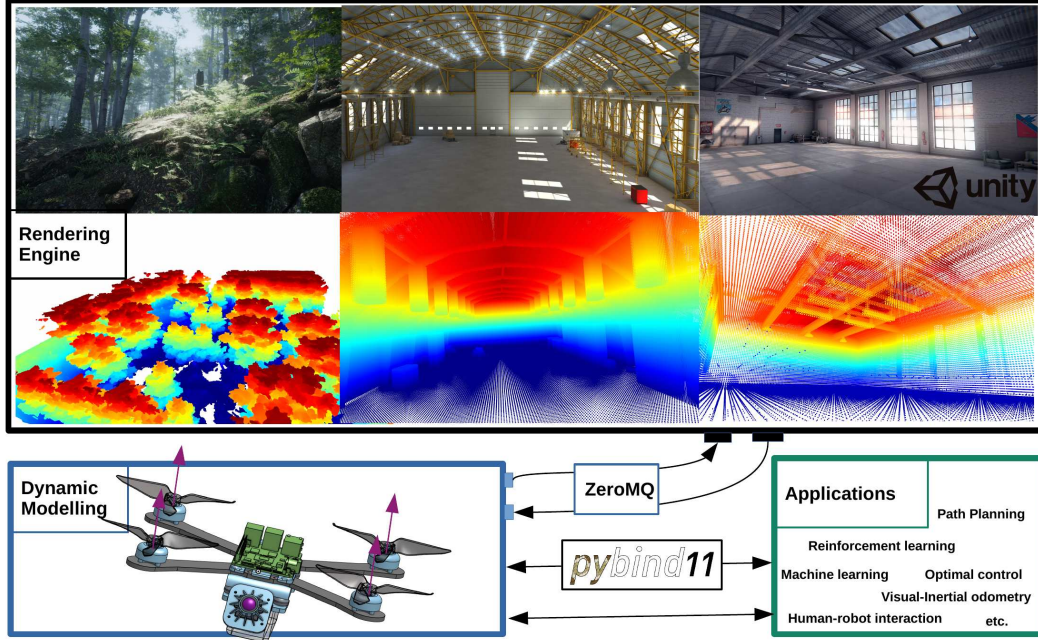 unity
Rendering
Engine
Dynamic
Modelling
ZeroMQ
pybind11
Applications
Path Planning
Reinforcement learning
Machine learning
Optimal control
Visual-Inertial odometry
Human-robot interaction
etc.